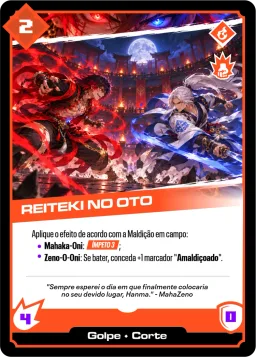 2
REITEKI NO OTO
Aplique o efeito de acordo com a Maldição em campo:
• Mahaka-Oni: ÍMPETO 3 ;
• Zeno-O-Oni: Se bater, conceda +1 marcador "Amaldiçoado".
"Sempre esperei o dia em que finalmente colocaria
no seu devido lugar, Hanma." - MahaZeno
4
0
Golpe • Corte